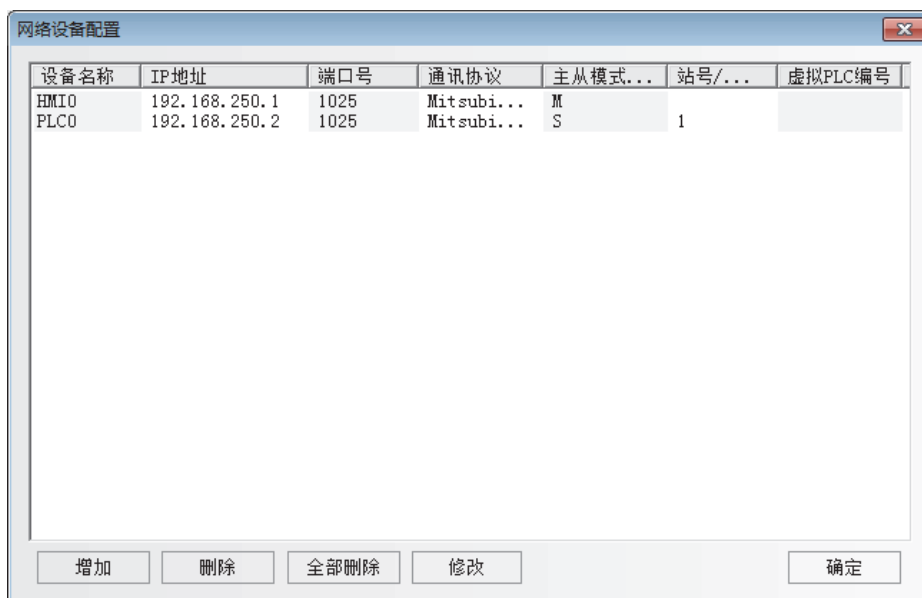 网络设备配置
设备名称 IP地址 端口号 通讯协议 主从模式... 站号/... 虚拟PLC编号
HMI0 192.168.250.1 1025 Mitsubi... M
PLC0 192.168.250.2 1025 Mitsubi... S 1
增加 删除 全部删除 修改 确定